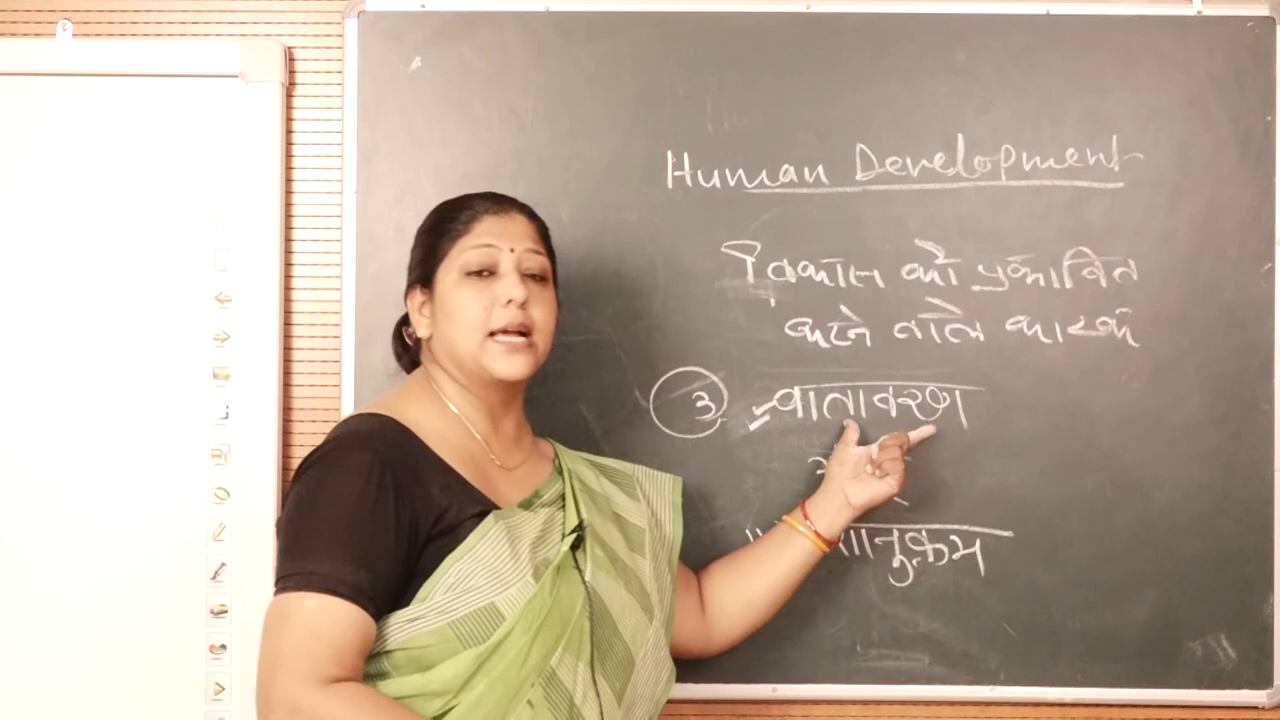 Human Development
विकास को प्रभावित
करने वाले कारक
3 वातावरण